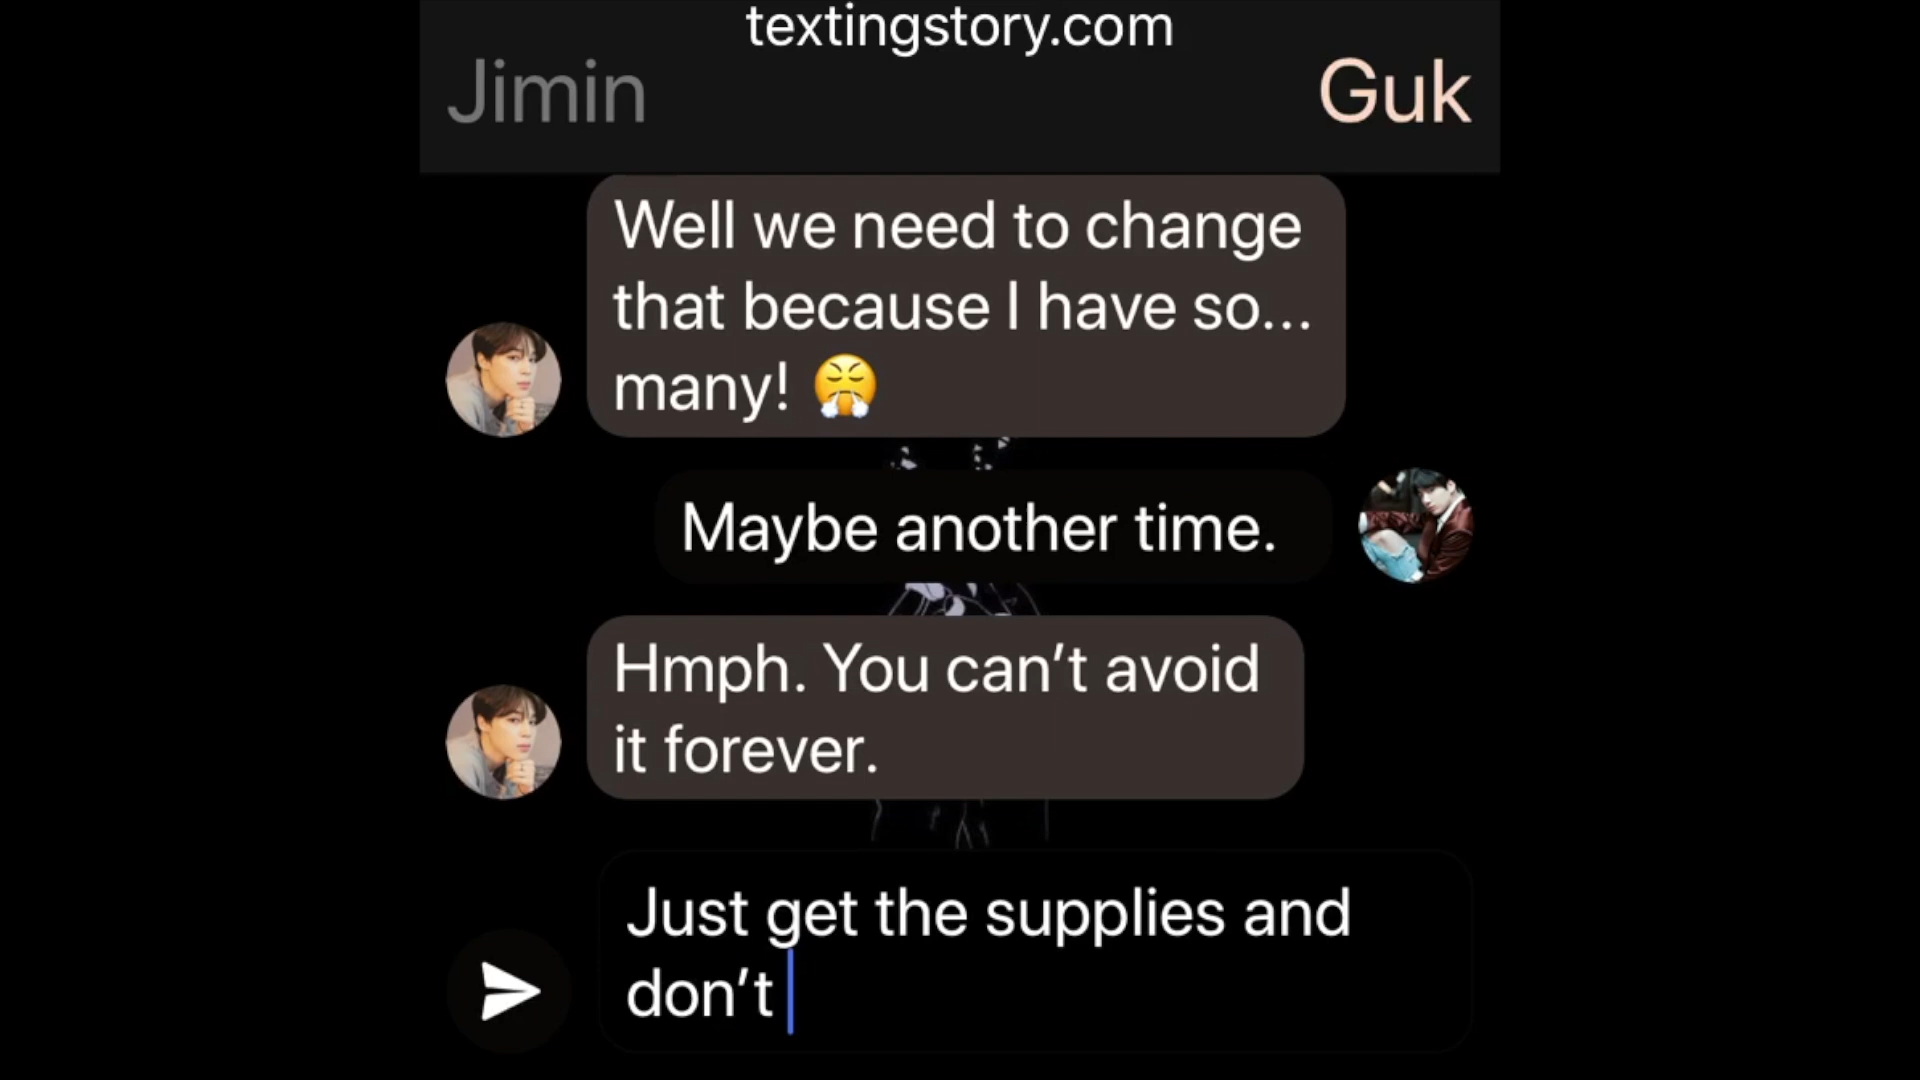 textingstory.com
Jimin
Guk
Well we need to change
that because I have so...
many! 😤
Maybe another time.
Hmph. You can’t avoid
it forever.
Just get the supplies and
don’t